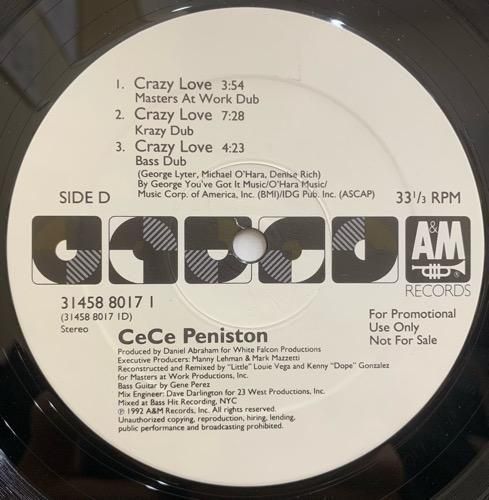 1. Crazy Love 3:54
Masters At Work Dub
2. Crazy Love 7:28
Krazy Dub
3. Crazy Love 4:23
Bass Dub
(George Lyter, Michael O'Hara, Denise Rich)
By George You've Got It Music/O'Hara Music/
Music Corp. of America, Inc. (BMI)/IDG Pub. Inc. (ASCAP)
SIDE D
33 1/3 RPM
A&M
®
RECORDS
31458 8017 1
(31458 8017 1D)
Stereo
For Promotional
Use Only
Not For Sale
CeCe Peniston
Produced by Daniel Abraham for White Falcon Productions
Executive Producers: Manny Lehman & Mark Mazzetti
Reconstructed and Remixed by "Little" Louie Vega and Kenny "Dope" Gonzalez
for Masters at Work Productions, Inc.
Bass Guitar by Gene Perez
Mix Engineer: Dave Darlington for 23 West Productions, Inc.
Mixed at Bass Hit Recording, NYC
℗ 1992 A&M Records, Inc. All rights reserved.
Unauthorized copying, reproduction, hiring, lending,
public performance and broadcasting prohibited.